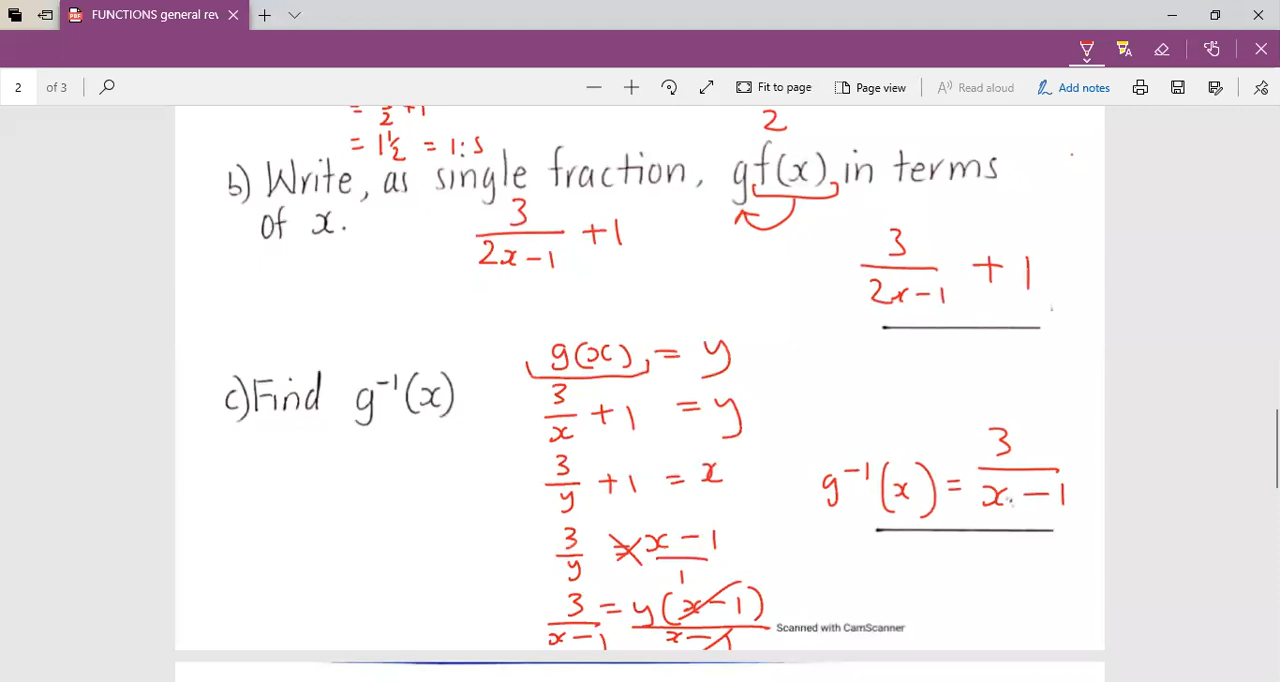 FUNCTIONS general rev
2 of 3
Fit to page
Page view
Read aloud
Add notes
2 + 1
= 1½ = 1.5
2
b) Write, as single fraction, gf(x) in terms
of x.
3/(2x-1) + 1
3/(2x-1) + 1
c) Find g⁻¹(x)
g(x) = y
3/x + 1 = y
3/y + 1 = x
3/y = (x-1)/1
3/(x-1) = y(x-1)/(x-1)
g⁻¹(x) = 3/(x-1)
Scanned with CamScanner